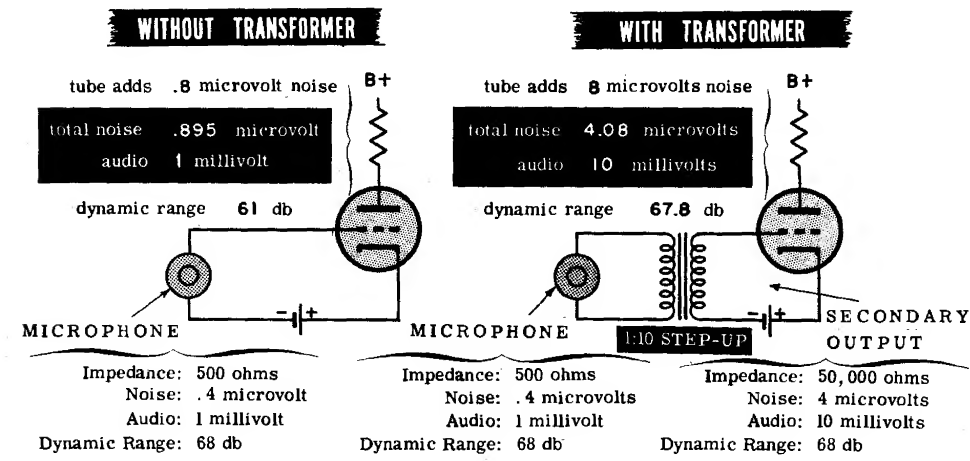 WITHOUT TRANSFORMER
tube adds .8 microvolt noise
B+
total noise .895 microvolt
audio 1 millivolt
dynamic range 61 db
- +
MICROPHONE
Impedance: 500 ohms
Noise: .4 microvolt
Audio: 1 millivolt
Dynamic Range: 68 db
WITH TRANSFORMER
tube adds 8 microvolts noise
B+
total noise 4.08 microvolts
audio 10 millivolts
dynamic range 67.8 db
- +
MICROPHONE
1:10 STEP-UP
SECONDARY
OUTPUT
Impedance: 500 ohms
Noise: .4 microvolts
Audio: 1 millivolt
Dynamic Range: 68 db
Impedance: 50,000 ohms
Noise: 4 microvolts
Audio: 10 millivolts
Dynamic Range: 68 db